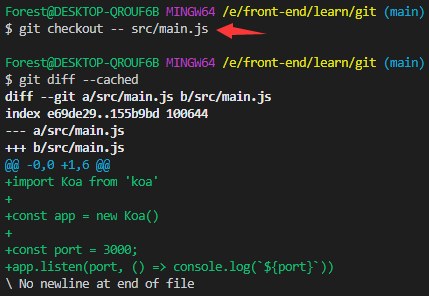 Forest@DESKTOP-QROUF6B MINGW64 /e/front-end/learn/git (main)
$ git checkout -- src/main.js
Forest@DESKTOP-QROUF6B MINGW64 /e/front-end/learn/git (main)
$ git diff --cached
diff --git a/src/main.js b/src/main.js
index e69de29..155b9bd 100644
--- a/src/main.js
+++ b/src/main.js
@@ -0,0 +1,6 @@
+import Koa from 'koa'
+
+const app = new Koa()
+
+const port = 3000;
+app.listen(port, () => console.log(`${port}`))
\ No newline at end of file